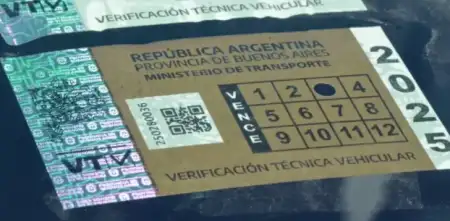 VTV
VERIFICACIÓN TÉCNICA VEHICULAR
REPÚBLICA ARGENTINA
PROVINCIA DE BUENOS AIRES
MINISTERIO DE TRANSPORTE
2025
VENCE
1 2 4
5 6 7 8
9 10 11 12
VTV
VERIFICACIÓN TÉCNICA VEHICULAR